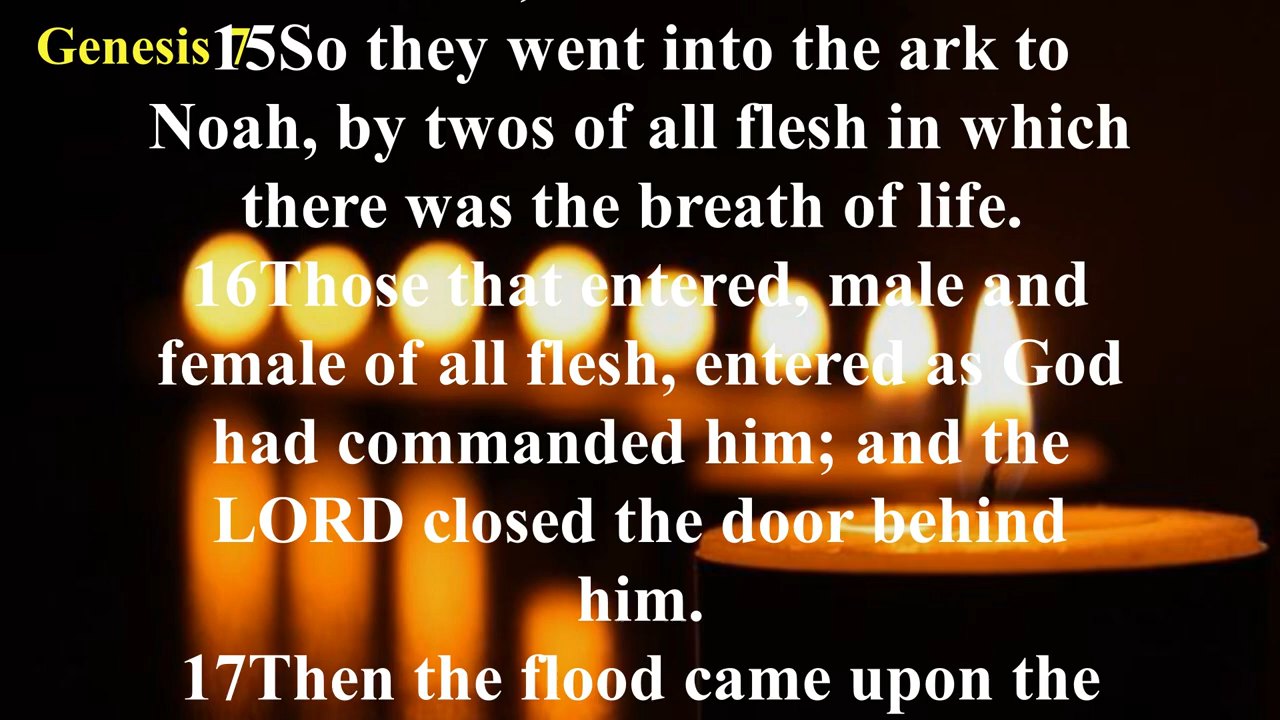 Genesis 7
15So they went into the ark to
Noah, by twos of all flesh in which
there was the breath of life.
16Those that entered, male and
female of all flesh, entered as God
had commanded him; and the
LORD closed the door behind
him.
17Then the flood came upon the